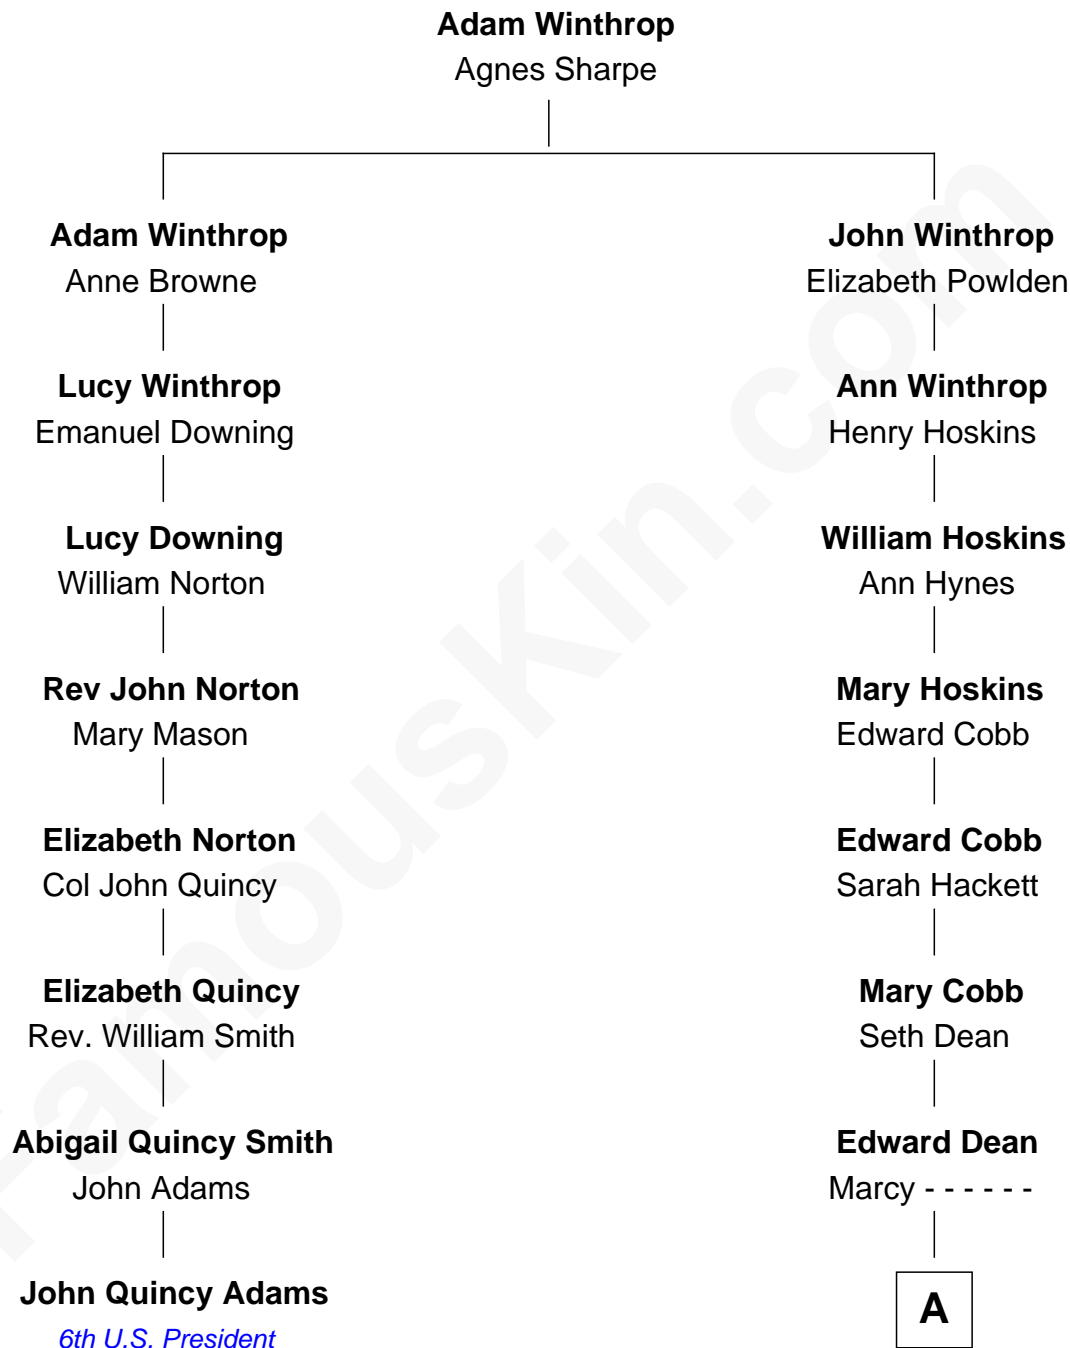 Adam Winthrop
Agnes Sharpe
Adam Winthrop
Anne Browne
John Winthrop
Elizabeth Powlden
Lucy Winthrop
Emanuel Downing
Ann Winthrop
Henry Hoskins
Lucy Downing
William Norton
William Hoskins
Ann Hynes
Rev John Norton
Mary Mason
Mary Hoskins
Edward Cobb
Elizabeth Norton
Col John Quincy
Edward Cobb
Sarah Hackett
Elizabeth Quincy
Rev. William Smith
Mary Cobb
Seth Dean
Abigail Quincy Smith
John Adams
Edward Dean
Marcy - - - - - -
John Quincy Adams
6th U.S. President
A
FamousKin.com